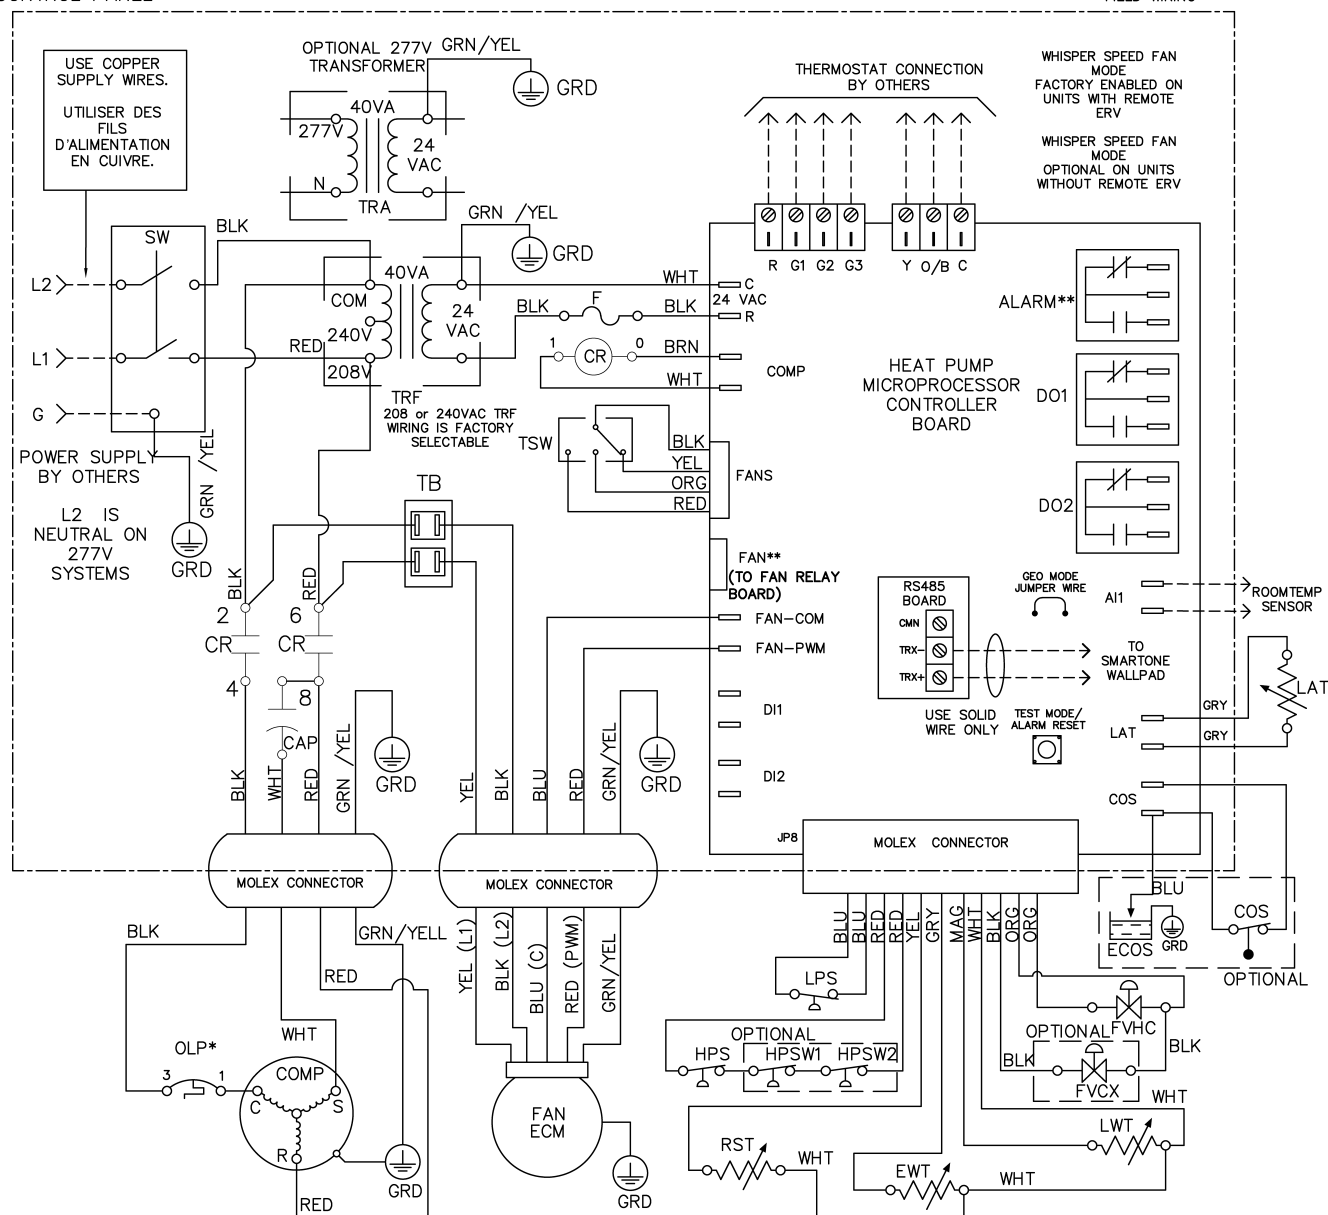 USE COPPER
SUPPLY WIRES.
UTILISER DES
FILS
D'ALIMENTATION
EN CUIVRE.
OPTIONAL 277V
TRANSFORMER
GRN/YEL
GRD
40VA
277V
24
VAC
N
TRA
THERMOSTAT CONNECTION
BY OTHERS
WHISPER SPEED FAN
MODE
FACTORY ENABLED ON
UNITS WITH REMOTE
ERV
WHISPER SPEED FAN
MODE
OPTIONAL ON UNITS
WITHOUT REMOTE ERV
SW
BLK
GRN /YEL
GRD
R G1 G2 G3
Y O/B C
L2
COM
40VA
240V
24
VAC
208V
RED
WHT
C
24 VAC
BLK
F
BLK
R
1
CR
0
BRN
WHT
COMP
ALARM**
L1
G
TRF
208 or 240VAC TRF
WIRING IS FACTORY
SELECTABLE
HEAT PUMP
MICROPROCESSOR
CONTROLLER
BOARD
DO1
DO2
POWER SUPPLY
BY OTHERS
L2 IS
NEUTRAL ON
277V
SYSTEMS
GRN /YEL
GRD
TB
TSW
BLK
YEL
ORG
RED
FANS
FAN**
(TO FAN RELAY
BOARD)
FAN-COM
FAN-PWM
DI1
DI2
RS485
BOARD
CMN
TRX-
TRX+
USE SOLID
WIRE ONLY
GEO MODE
JUMPER WIRE
TO
SMARTONE
WALLPAD
TEST MODE/
ALARM RESET
AI1
ROOMTEMP
SENSOR
LAT
GRY
GRY
LAT
COS
BLK
RED
2
6
CR
CR
4
8
CAP
BLK
WHT
RED
GRN /YEL
GRD
YEL
BLK
BLU
RED
GRN/YEL
GRD
JP8
MOLEX CONNECTOR
MOLEX CONNECTOR
MOLEX CONNECTOR
BLU
BLU
RED
RED
YEL
GRY
MAG
WHT
BLK
ORG
ORG
BLU
ECOS
GRD
COS
OPTIONAL
BLK
GRN/YELL
RED
WHT
OLP*
3
1
COMP
C
S
R
GRD
RED
YEL (L1)
BLK (L2)
BLU (C)
RED (PWM)
GRN/YEL
FAN
ECM
GRD
LPS
OPTIONAL
HPS
HPSW1
HPSW2
OPTIONAL
FVHC
BLK
BLK
FVCX
WHT
LWT
RST
WHT
EWT
WHT